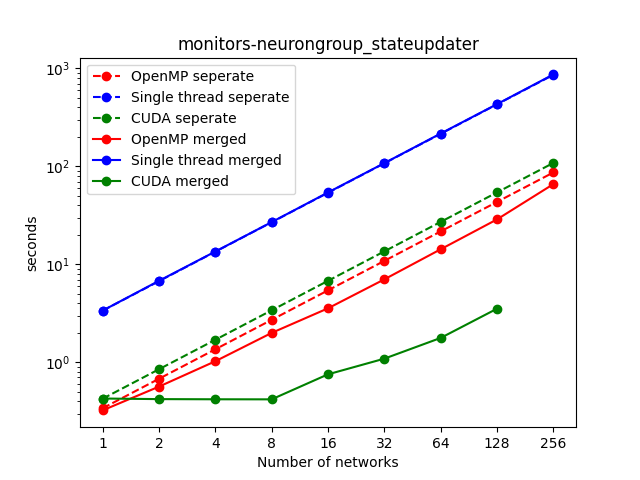 monitors-neurongroup_stateupdater
OpenMP seperate
Single thread seperate
CUDA seperate
OpenMP merged
Single thread merged
CUDA merged
seconds
10³
10²
10¹
10⁰
1 2 4 8 16 32 64 128 256
Number of networks